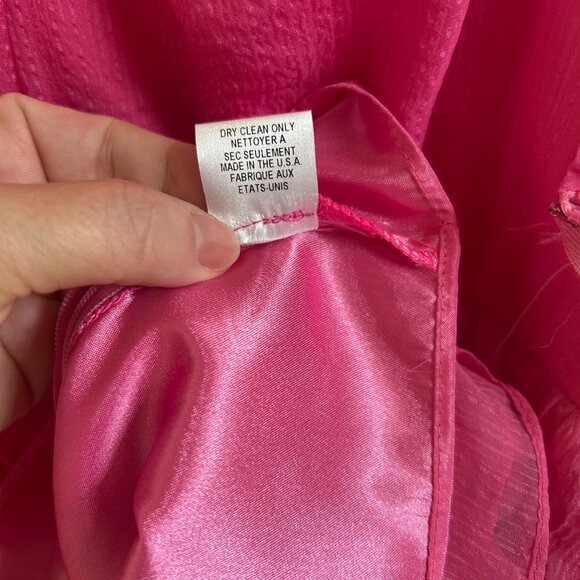 DRY CLEAN ONLY
NETTOYER A
SEC SEULEMENT
MADE IN THE U.S.A.
FABRIQUE AUX
ETATS-UNIS